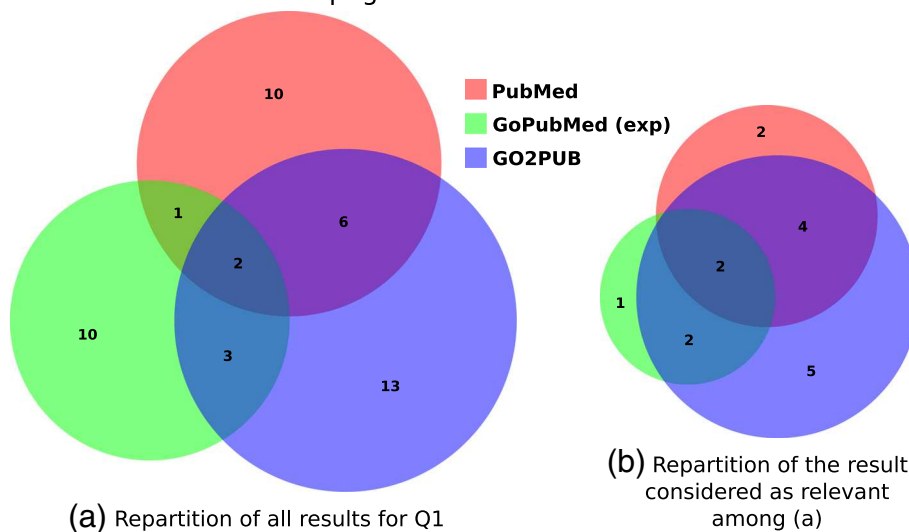 10
1
6
2
10
3
13
PubMed
GoPubMed (exp)
GO2PUB
2
4
2
1
2
5
(a) Repartition of all results for Q1
(b) Repartition of the result
considered as relevant
among (a)